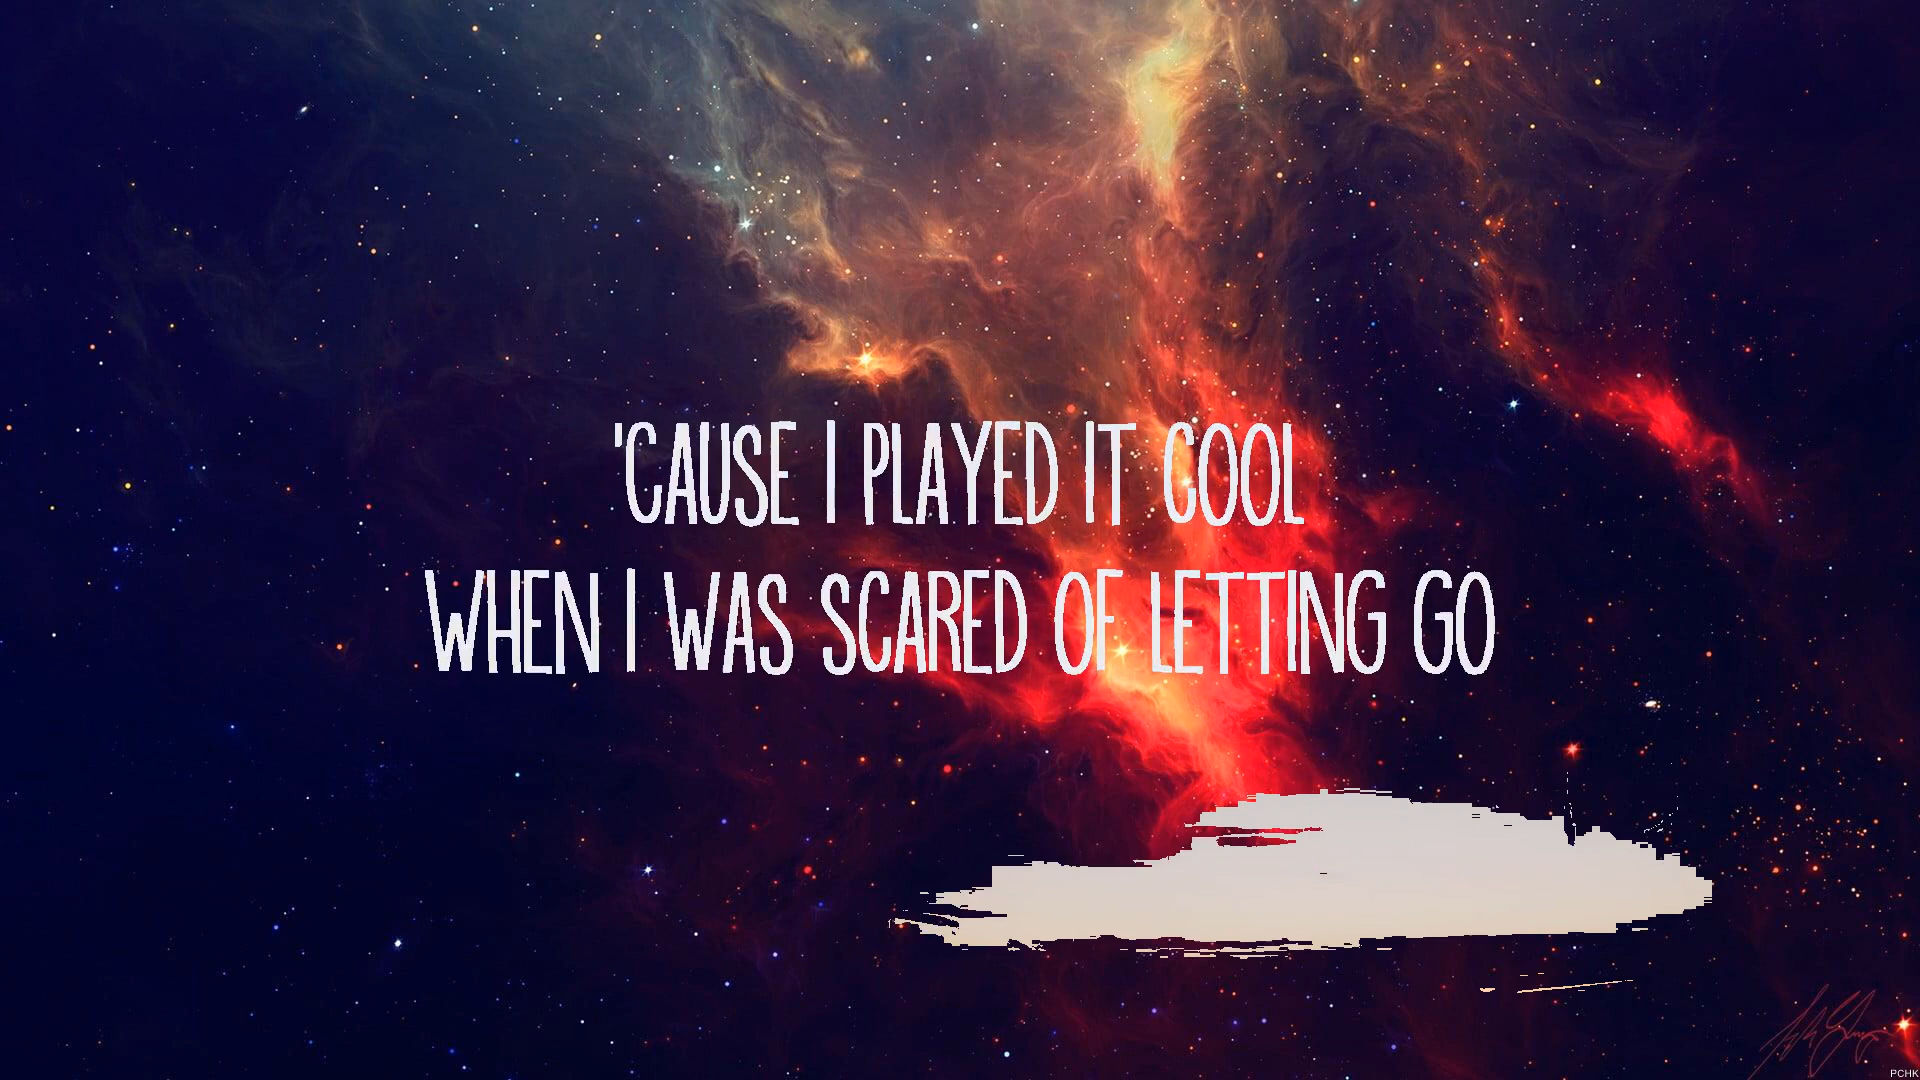 'CAUSE I PLAYED IT COOL
WHEN I WAS SCARED OF LETTING GO
PCHK